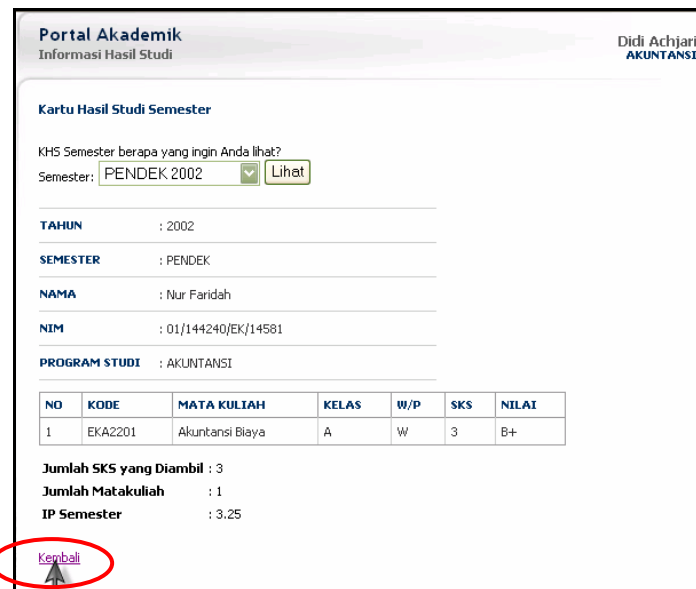 Portal Akademik
Informasi Hasil Studi
Didi Achjari
AKUNTANSI
Kartu Hasil Studi Semester
KHS Semester berapa yang ingin Anda lihat?
Semester: PENDEK 2002 Lihat
TAHUN : 2002
SEMESTER : PENDEK
NAMA : Nur Faridah
NIM : 01/144240/EK/14581
PROGRAM STUDI : AKUNTANSI
NO KODE MATA KULIAH KELAS W/P SKS NILAI
1 EKA2201 Akuntansi Biaya A W 3 B+
Jumlah SKS yang Diambil : 3
Jumlah Matakuliah : 1
IP Semester : 3.25
Kembali